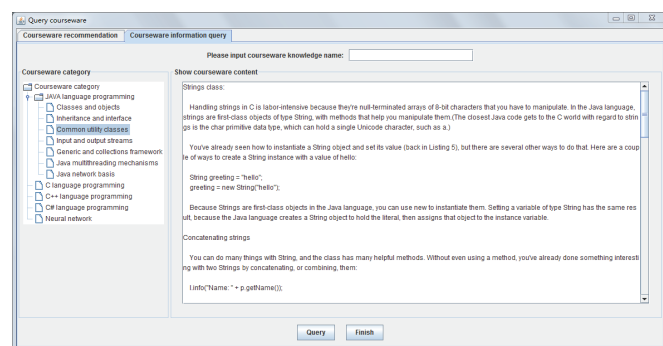 Query courseware
Courseware recommendation Courseware information query
Please input courseware knowledge name:
Courseware category
Courseware category
JAVA language programming
Classes and objects
Inheritance and interface
Common utility classes
Input and output streams
Generic and collections framework
Java multithreading mechanisms
Java network basis
C language programming
C++ language programming
C# language programming
Neural network
Show courseware content
Strings class:
Handling strings in C is labor-intensive because they're null-terminated arrays of 8-bit characters that you have to manipulate. In the Java language,
strings are first-class objects of type String, with methods that help you manipulate them.(The closest Java code gets to the C world with regard to strin
gs is the char primitive data type, which can hold a single Unicode character, such as a.)
You've already seen how to instantiate a String object and set its value (back in Listing 5), but there are several other ways to do that. Here are a coup
le of ways to create a String instance with a value of hello:
String greeting = "hello";
greeting = new String("hello");
Because Strings are first-class objects in the Java language, you can use new to instantiate them. Setting a variable of type String has the same res
ult, because the Java language creates a String object to hold the literal, then assigns that object to the instance variable.
Concatenating strings
You can do many things with String, and the class has many helpful methods. Without even using a method, you've already done something interesti
ng with two Strings by concatenating, or combining, them:
l.info("Name: " + p.getName());
Query Finish